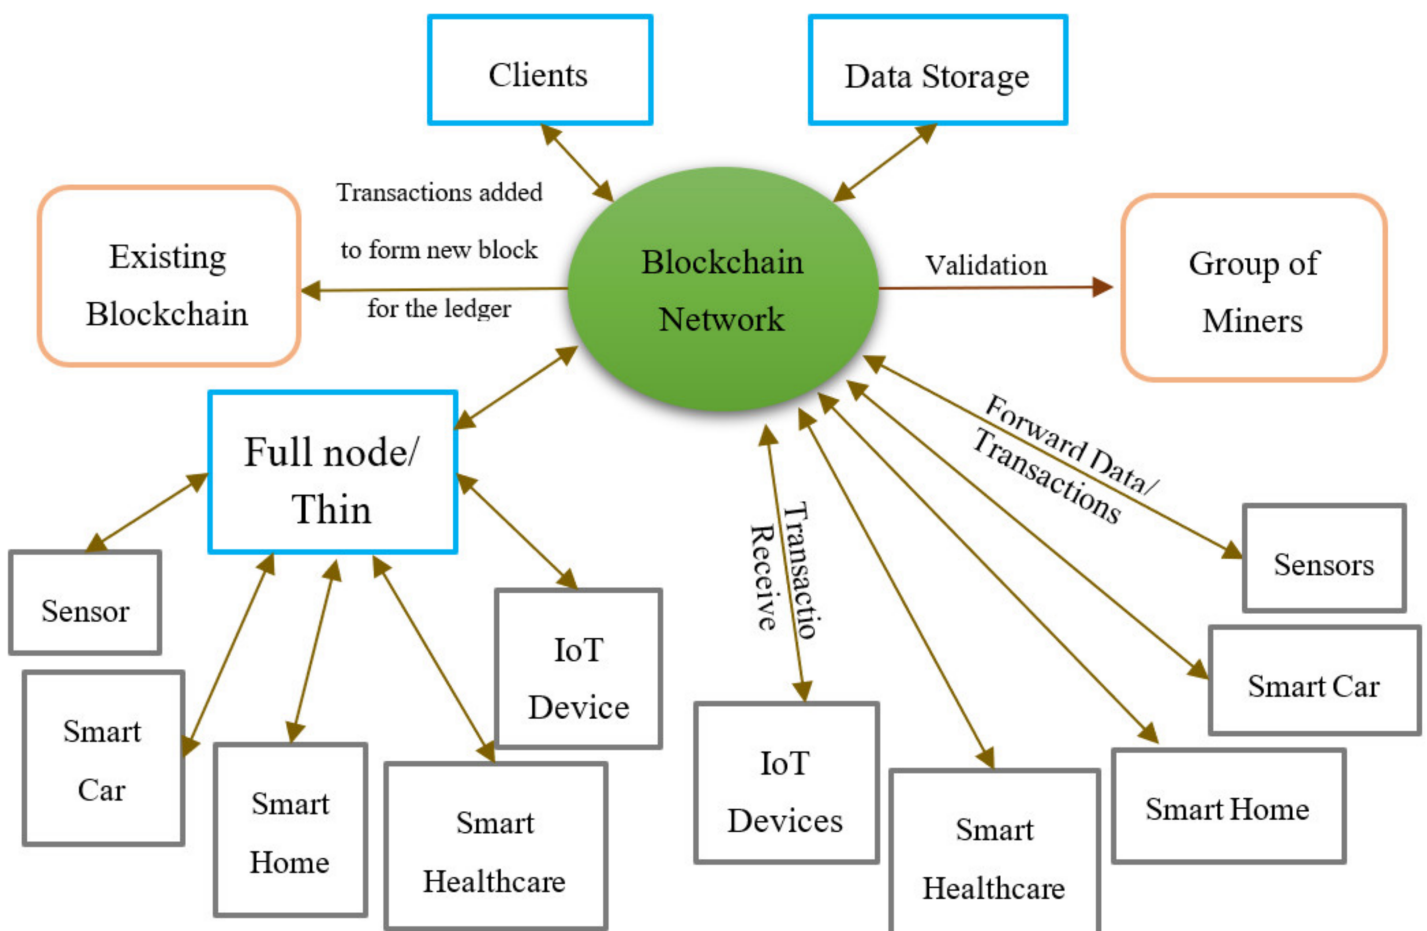 Clients
Data Storage
Transactions added
to form new block
for the ledger
Existing
Blockchain
Blockchain
Network
Validation
Group of
Miners
Full node/
Thin
Forward Data/
Transactions
Transactio
Receive
Sensor
Smart
Car
Smart
Home
Smart
Healthcare
IoT
Device
IoT
Devices
Smart
Healthcare
Smart Home
Smart Car
Sensors